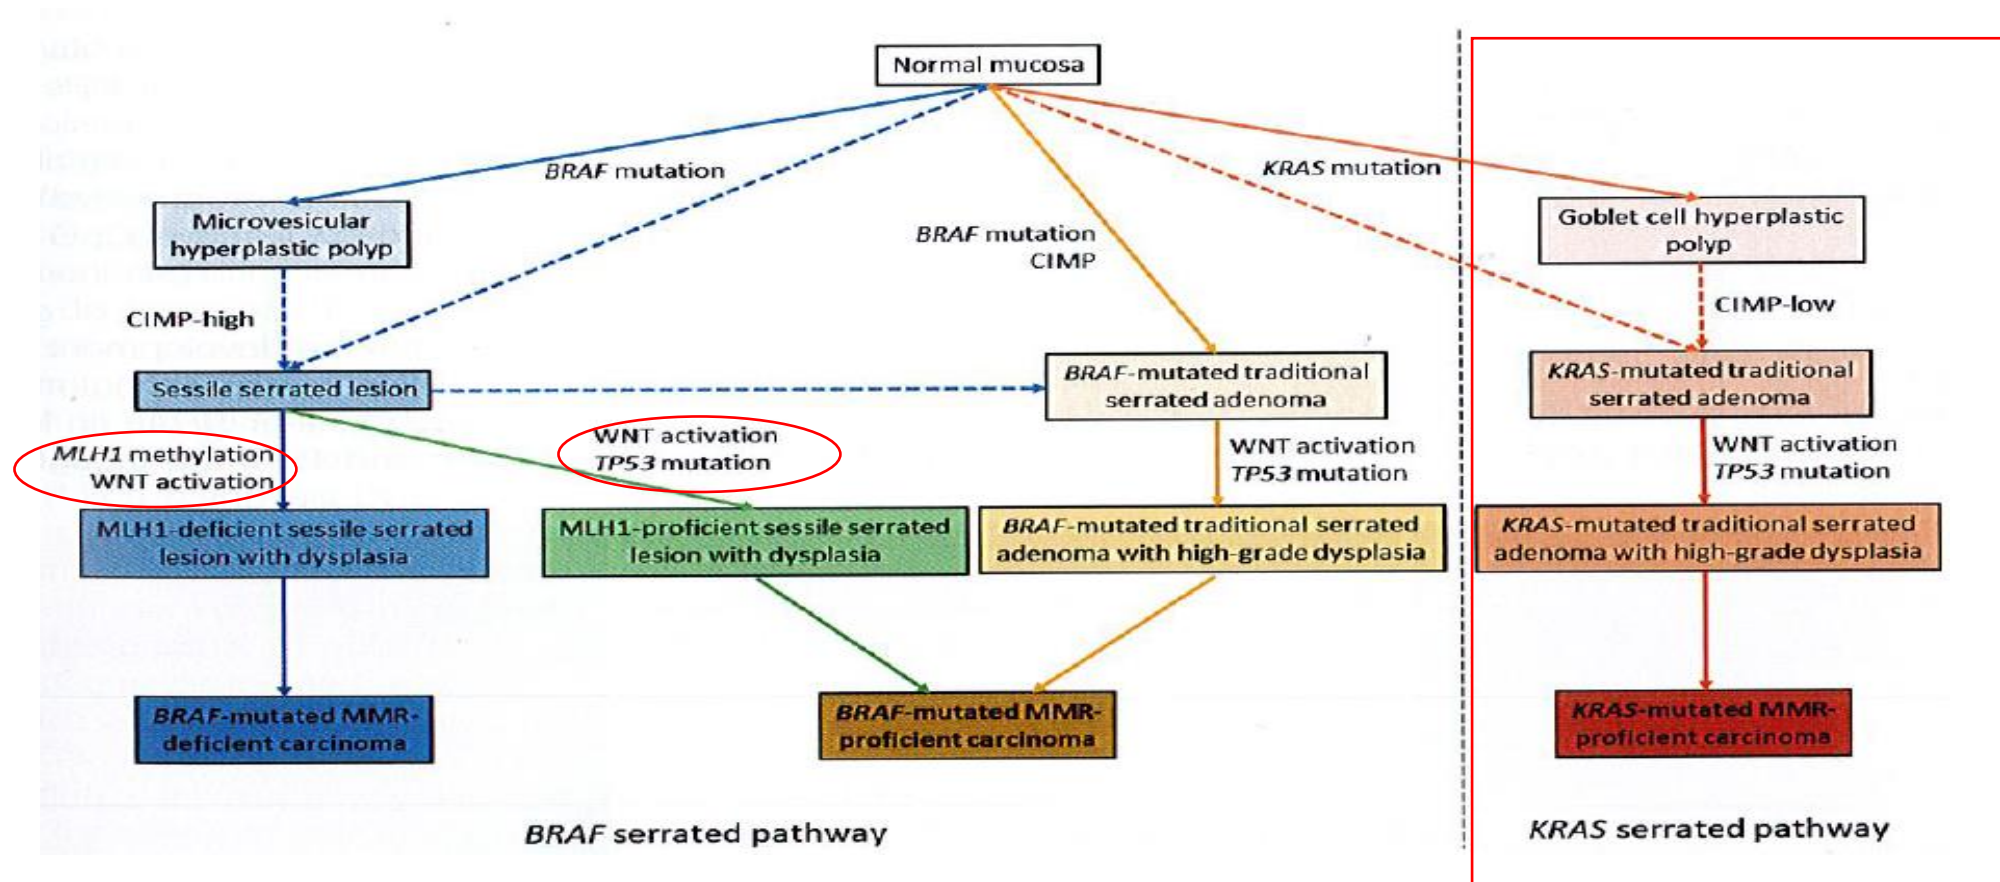 Normal mucosa
BRAF mutation
KRAS mutation
Microvesicular
hyperplastic polyp
BRAF mutation
CIMP
Goblet cell hyperplastic
polyp
CIMP-high
CIMP-low
Sessile serrated lesion
BRAF-mutated traditional
serrated adenoma
KRAS-mutated traditional
serrated adenoma
MLH1 methylation
WNT activation
WNT activation
TP53 mutation
WNT activation
TP53 mutation
WNT activation
TP53 mutation
MLH1-deficient sessile serrated
lesion with dysplasia
MLH1-proficient sessile serrated
lesion with dysplasia
BRAF-mutated traditional serrated
adenoma with high-grade dysplasia
KRAS-mutated traditional serrated
adenoma with high-grade dysplasia
BRAF-mutated MMR-
deficient carcinoma
BRAF-mutated MMR-
proficient carcinoma
KRAS-mutated MMR-
proficient carcinoma
BRAF serrated pathway
KRAS serrated pathway